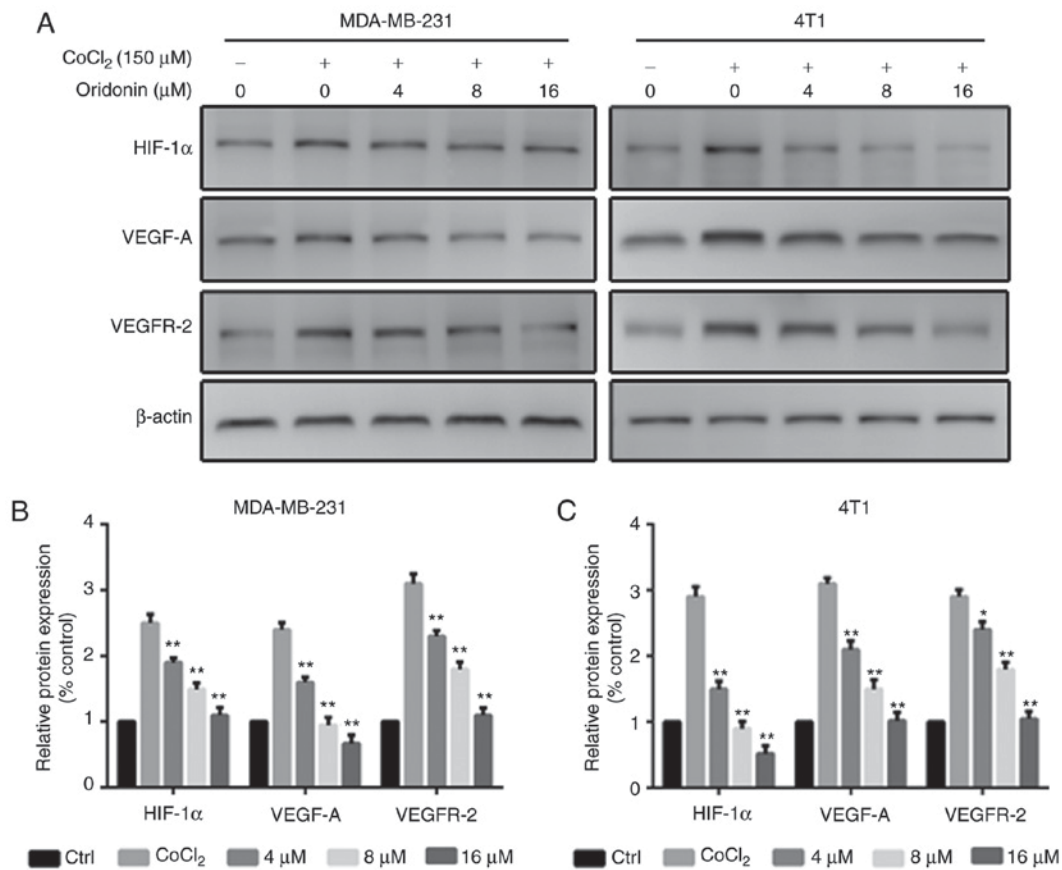 A
MDA-MB-231
4T1
CoCl₂ (150 µM) – + + + + – + + + +
Oridonin (µM) 0 0 4 8 16 0 0 4 8 16
HIF-1α
VEGF-A
VEGFR-2
β-actin
B
MDA-MB-231
Relative protein expression
(% control)
4
3
2
1
0
** ** **
** ** **
** ** **
HIF-1α VEGF-A VEGFR-2
Ctrl CoCl₂ 4 µM 8 µM 16 µM
C
4T1
Relative protein expression
(% control)
4
3
2
1
0
** ** **
** ** **
* ** **
HIF-1α VEGF-A VEGFR-2
Ctrl CoCl₂ 4 µM 8 µM 16 µM